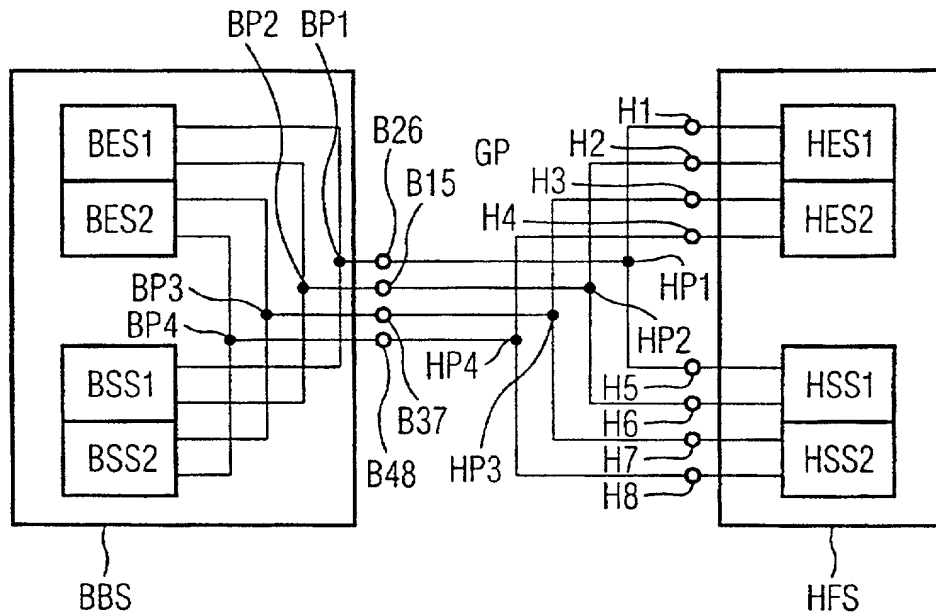 BP2 BP1
B26
B15
GP
H1
H2
H3
H4
BES1
BES2
HES1
HES2
BP3
BP4
HP1
HP2
HP4
HP3
B37
B48
BSS1
BSS2
H5
H6
H7
H8
HSS1
HSS2
BBS
HFS